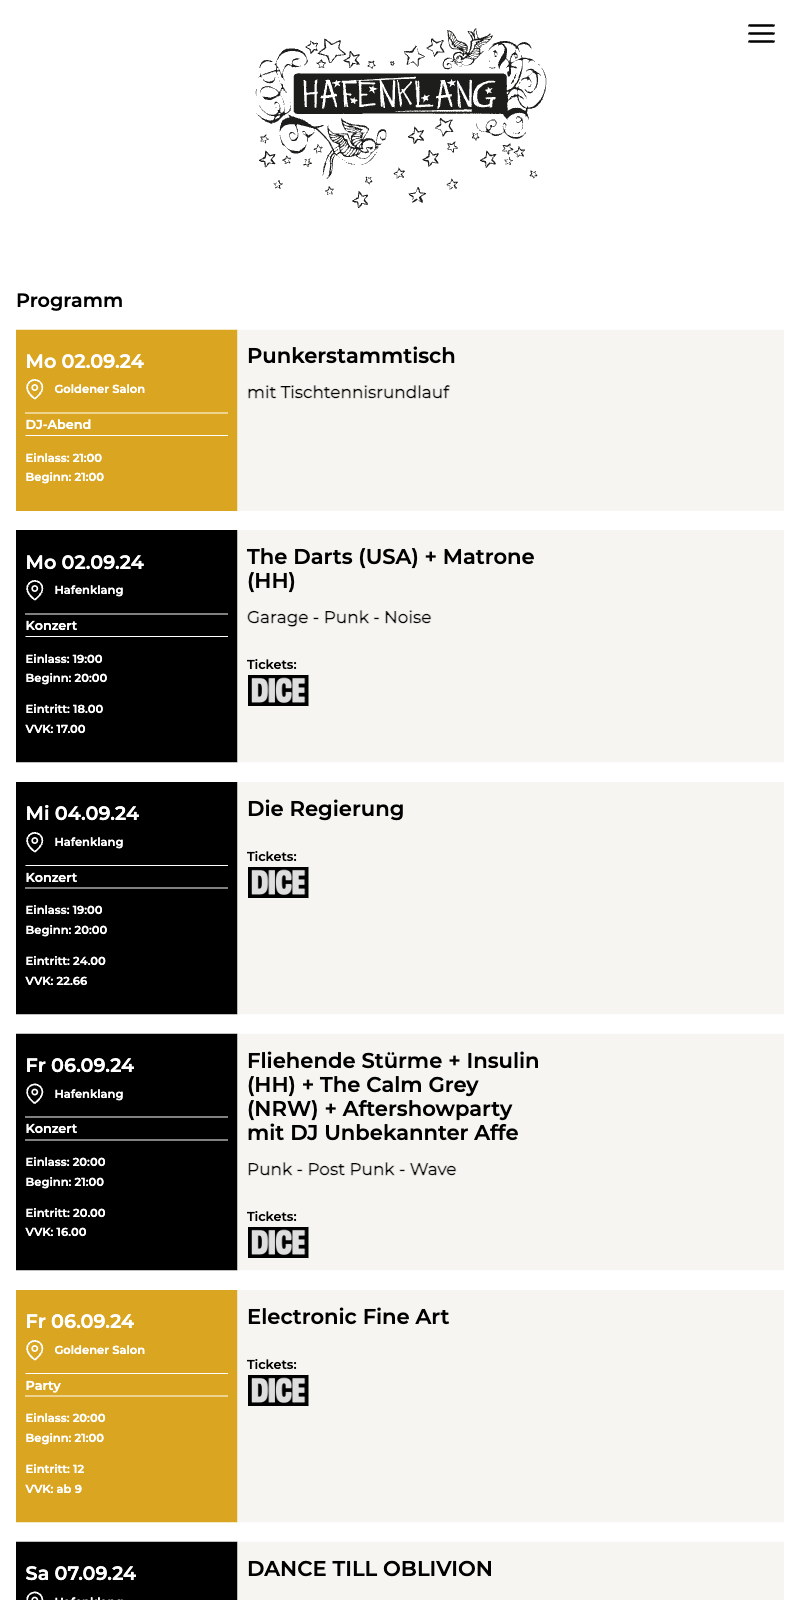 HAFENKLANG
Programm
Mo 02.09.24
Goldener Salon
DJ-Abend
Einlass: 21:00
Beginn: 21:00
Punkerstammtisch
mit Tischtennisrundlauf
Mo 02.09.24
Hafenklang
Konzert
Einlass: 19:00
Beginn: 20:00
Eintritt: 18.00
VVK: 17.00
The Darts (USA) + Matrone
(HH)
Garage - Punk - Noise
Tickets:
DICE
Mi 04.09.24
Hafenklang
Konzert
Einlass: 19:00
Beginn: 20:00
Eintritt: 24.00
VVK: 22.66
Die Regierung
Tickets:
DICE
Fr 06.09.24
Hafenklang
Konzert
Einlass: 20:00
Beginn: 21:00
Eintritt: 20.00
VVK: 16.00
Fliehende Stürme + Insulin
(HH) + The Calm Grey
(NRW) + Aftershowparty
mit DJ Unbekannter Affe
Punk - Post Punk - Wave
Tickets:
DICE
Fr 06.09.24
Goldener Salon
Party
Einlass: 20:00
Beginn: 21:00
Eintritt: 12
VVK: ab 9
Electronic Fine Art
Tickets:
DICE
Sa 07.09.24
DANCE TILL OBLIVION